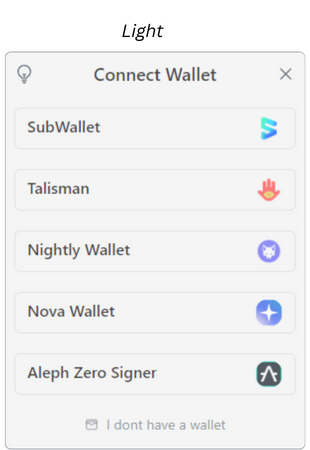 Light
Connect Wallet
SubWallet
Talisman
Nightly Wallet
Nova Wallet
Aleph Zero Signer
I dont have a wallet